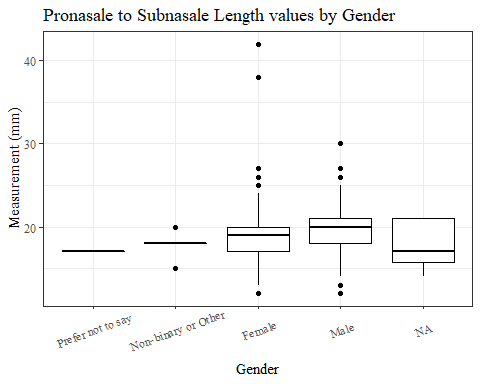 Pronasale to Subnasale Length values by Gender
Measurement (mm)
40
30
20
Prefer not to say
Non-binary or Other
Female
Male
NA
Gender